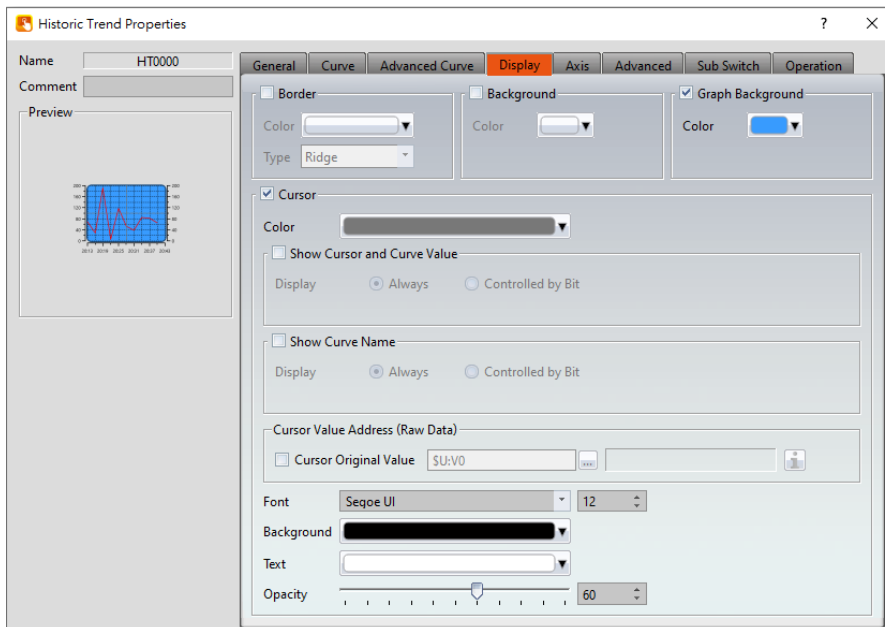 Historic Trend Properties
Name HT0000
Comment
Preview
General Curve Advanced Curve Display Axis Advanced Sub Switch Operation
Border
Color
Type Ridge
Background
Color
Graph Background
Color
Cursor
Color
Show Cursor and Curve Value
Display Always Controlled by Bit
Show Curve Name
Display Always Controlled by Bit
Cursor Value Address (Raw Data)
Cursor Original Value $U:V0 ...
Font Segoe UI 12
Background
Text
Opacity 60